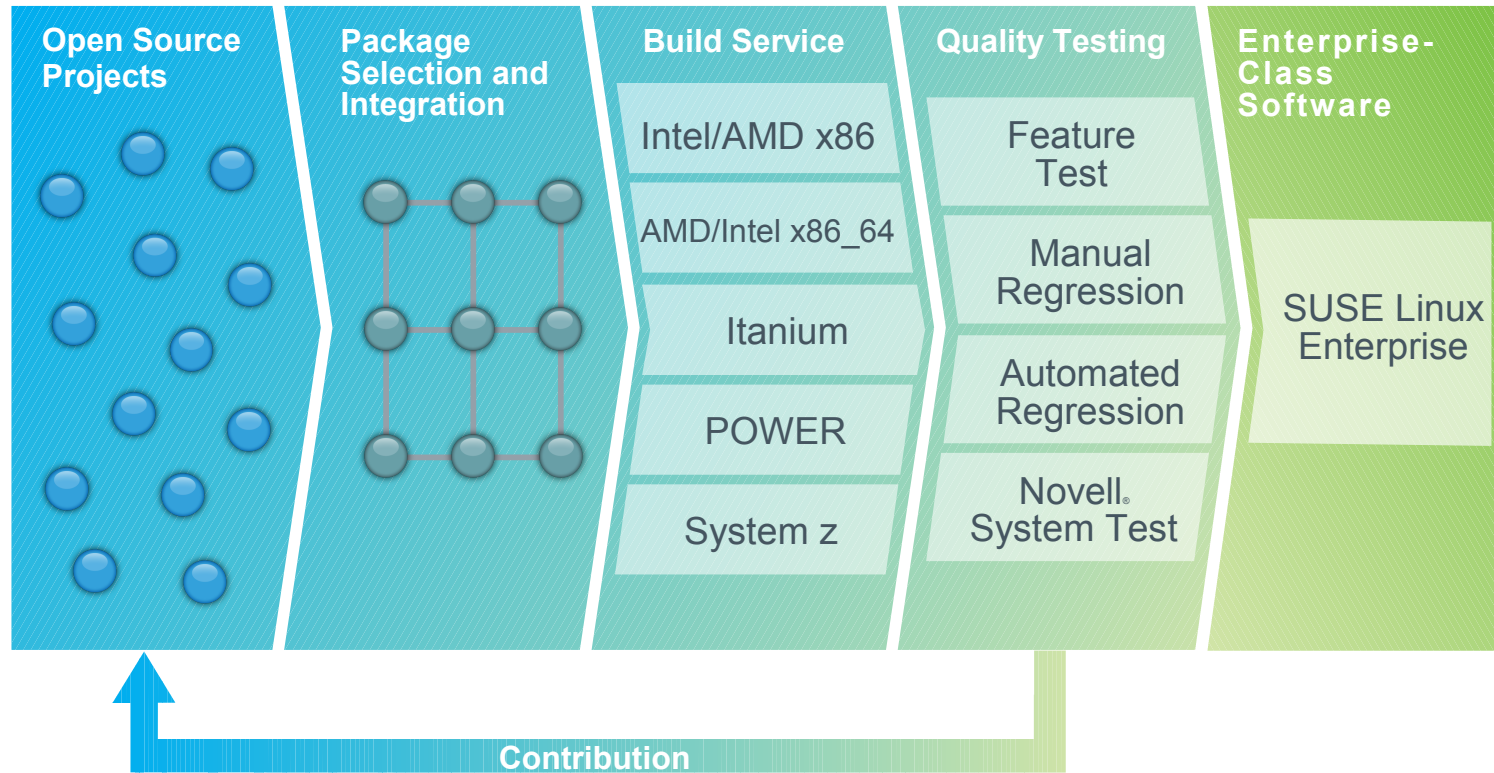 Open Source
Projects
Package
Selection and
Integration
Build Service
Intel/AMD x86
AMD/Intel x86_64
Itanium
POWER
System z
Quality Testing
Feature
Test
Manual
Regression
Automated
Regression
Novell®
System Test
Enterprise-
Class
Software
SUSE Linux
Enterprise
Contribution